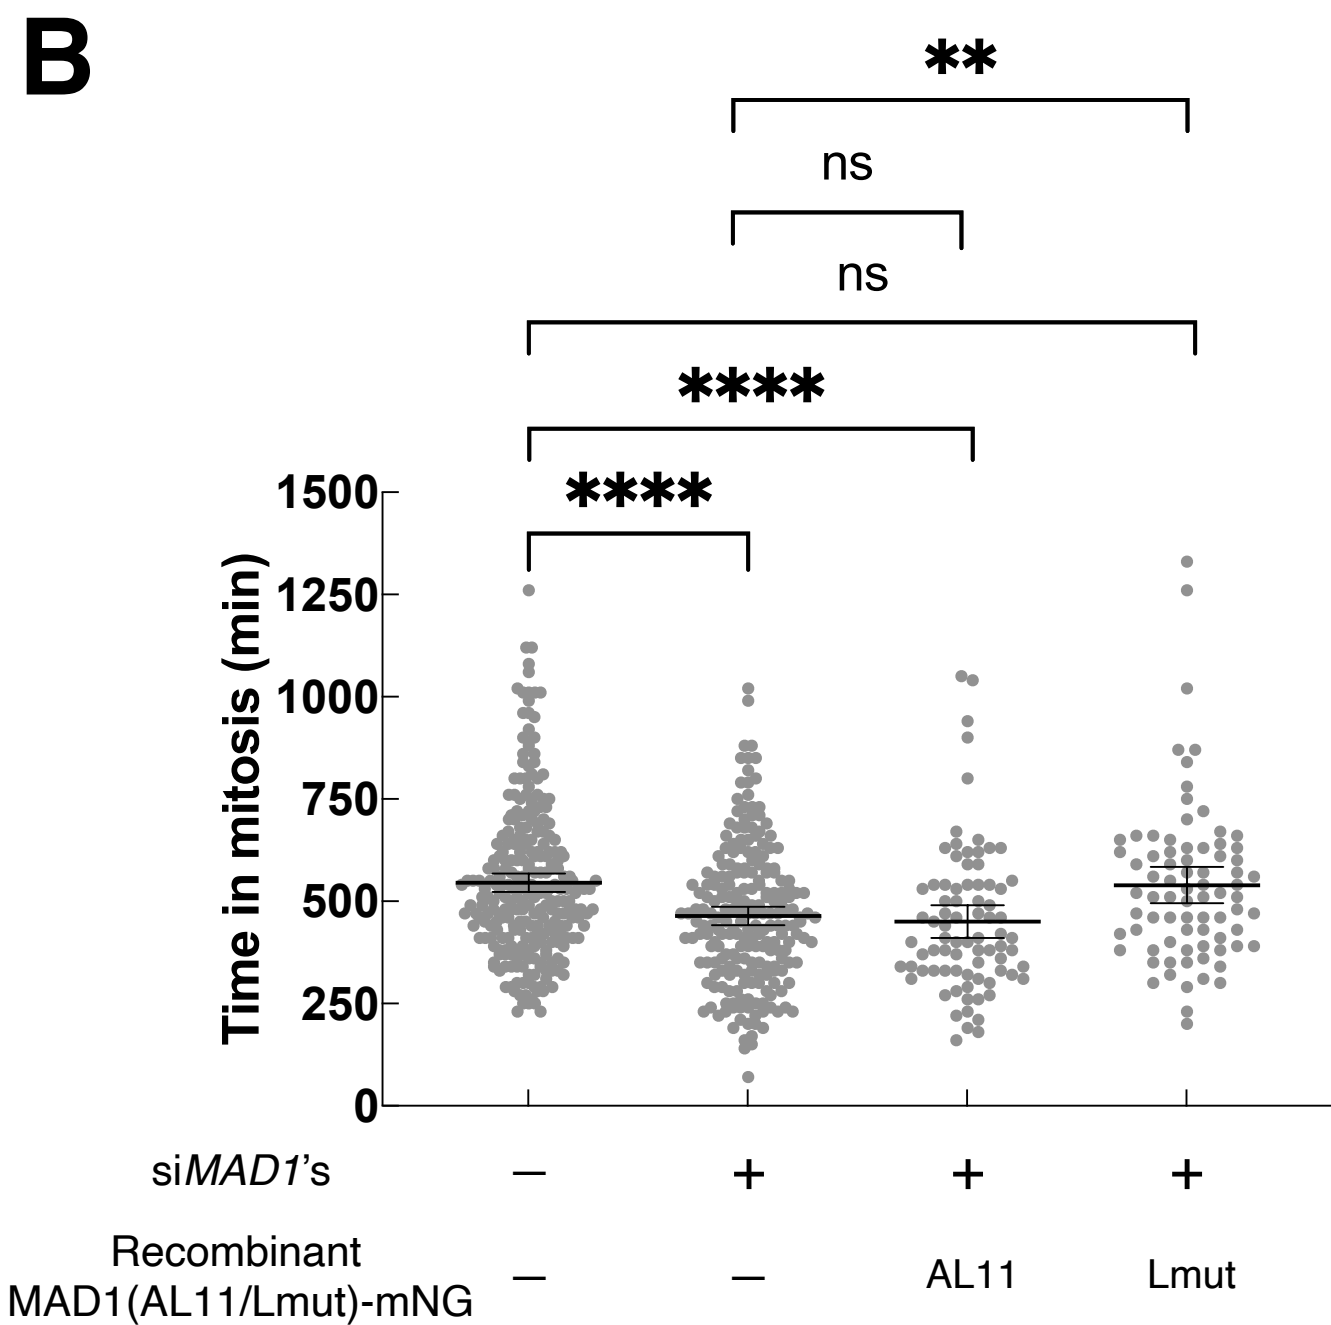 B
**
ns
ns
****
****
1500
1250
1000
750
500
250
0
Time in mitosis (min)
siMAD1's – + + +
Recombinant
MAD1(AL11/Lmut)-mNG – – AL11 Lmut